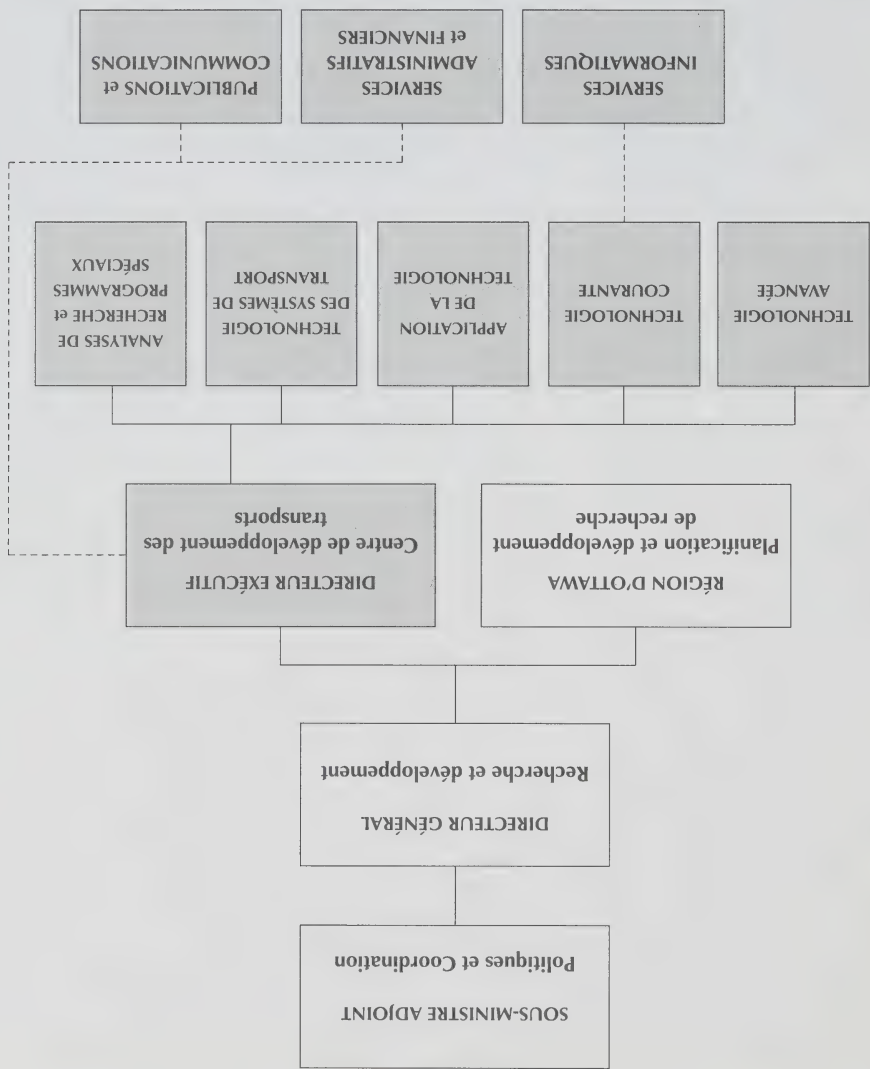 SOUS-MINISTRE ADJOINT
Politiques et Coordination
DIRECTEUR GÉNÉRAL
Recherche et développement
RÉGION D'OTTAWA
Planification et développement
de recherche
DIRECTEUR EXÉCUTIF
Centre de développement des
transports
TECHNOLOGIE
AVANCÉE
TECHNOLOGIE
COURANTE
APPLICATION
DE LA
TECHNOLOGIE
TECHNOLOGIE
DES SYSTÈMES DE
TRANSPORT
ANALYSES DE
RECHERCHE et
PROGRAMMES
SPÉCIAUX
SERVICES
INFORMATIQUES
SERVICES
ADMINISTRATIFS
et FINANCIERS
PUBLICATIONS et
COMMUNICATIONS